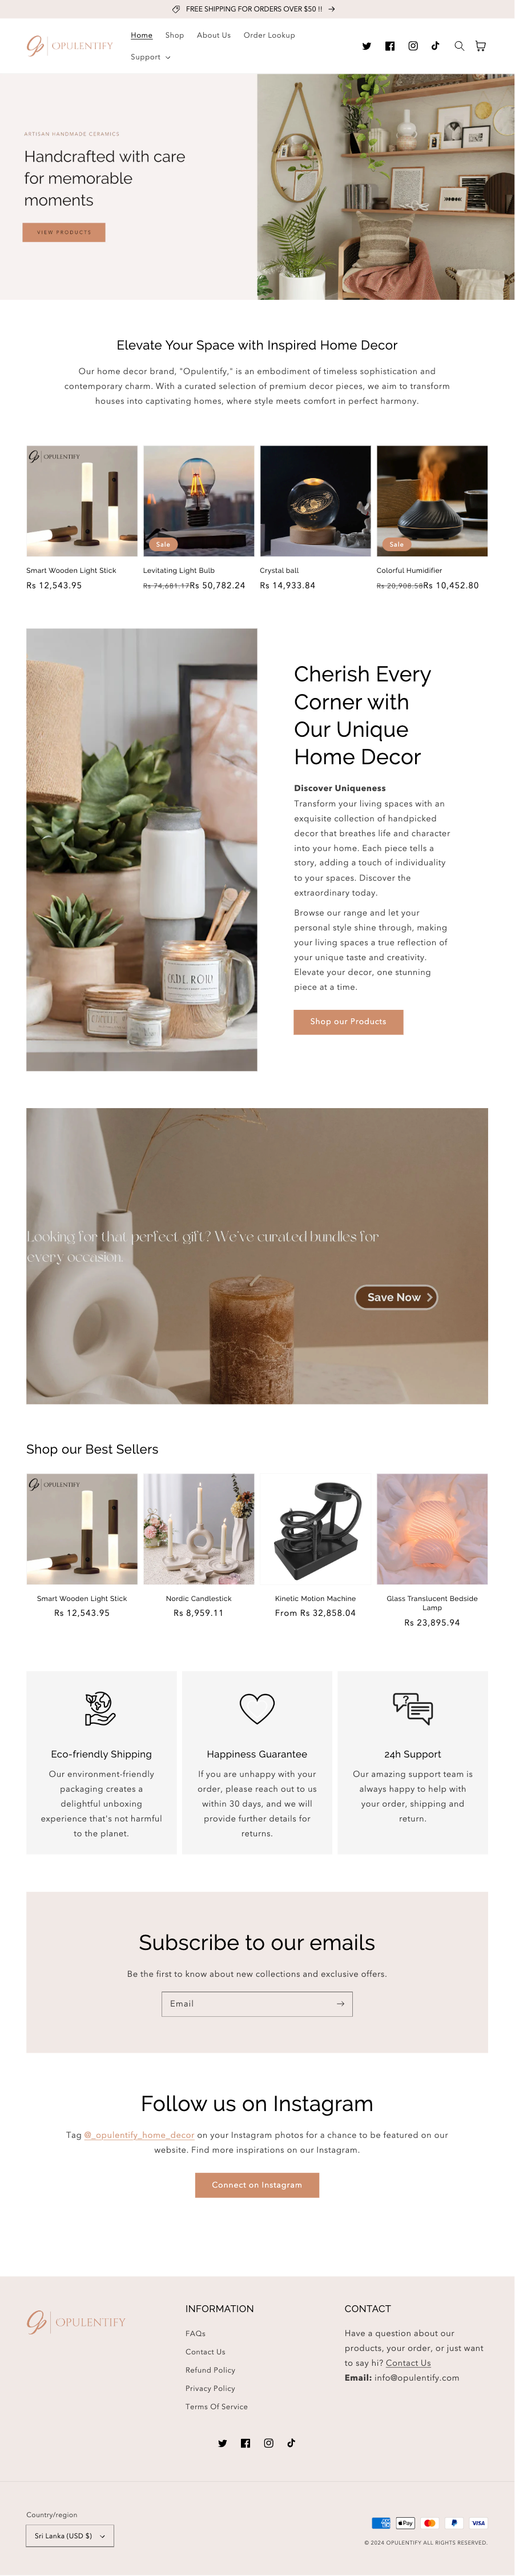 FREE SHIPPING FOR ORDERS OVER $50 !!
OPULENTIFY
Home Shop About Us Order Lookup
Support
ARTISAN HANDMADE CERAMICS
Handcrafted with care
for memorable
moments
VIEW PRODUCTS
Elevate Your Space with Inspired Home Decor
Our home decor brand, "Opulentify," is an embodiment of timeless sophistication and
contemporary charm. With a curated selection of premium decor pieces, we aim to transform
houses into captivating homes, where style meets comfort in perfect harmony.
OPULENTIFY
Sale
Sale
Smart Wooden Light Stick
Rs 12,543.95
Levitating Light Bulb
Rs 74,681.17 Rs 50,782.24
Crystal ball
Rs 14,933.84
Colorful Humidifier
Rs 20,908.58 Rs 10,452.80
Cherish Every
Corner with
Our Unique
Home Decor
Discover Uniqueness
Transform your living spaces with an
exquisite collection of handpicked
decor that breathes life and character
into your home. Each piece tells a
story, adding a touch of individuality
to your spaces. Discover the
extraordinary today.
Browse our range and let your
personal style shine through, making
your living spaces a true reflection of
your unique taste and creativity.
Elevate your decor, one stunning
piece at a time.
Shop our Products
Looking for that perfect gift? We've curated bundles for
every occasion.
Save Now
Shop our Best Sellers
OPULENTIFY
Smart Wooden Light Stick
Rs 12,543.95
Nordic Candlestick
Rs 8,959.11
Kinetic Motion Machine
From Rs 32,858.04
Glass Translucent Bedside
Lamp
Rs 23,895.94
Eco-friendly Shipping
Our environment-friendly
packaging creates a
delightful unboxing
experience that's not harmful
to the planet.
Happiness Guarantee
If you are unhappy with your
order, please reach out to us
within 30 days, and we will
provide further details for
returns.
24h Support
Our amazing support team is
always happy to help with
your order, shipping and
return.
Subscribe to our emails
Be the first to know about new collections and exclusive offers.
Email
Follow us on Instagram
Tag @_opulentify_home_decor on your Instagram photos for a chance to be featured on our
website. Find more inspirations on our Instagram.
Connect on Instagram
OPULENTIFY
INFORMATION
FAQs
Contact Us
Refund Policy
Privacy Policy
Terms Of Service
CONTACT
Have a question about our
products, your order, or just want
to say hi? Contact Us
Email: info@opulentify.com
Country/region
Sri Lanka (USD $)
Pay
VISA
© 2024 OPULENTIFY ALL RIGHTS RESERVED.